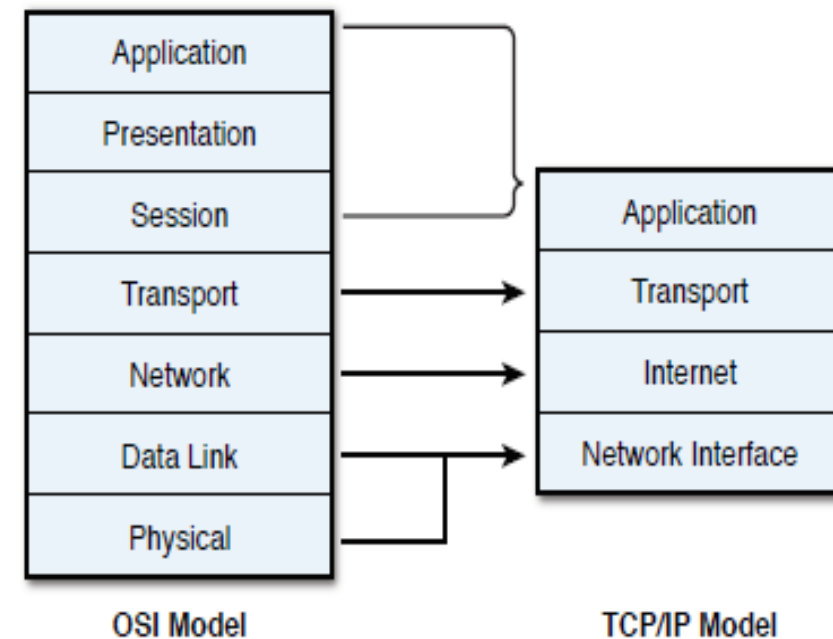 Application
Presentation
Session
Transport
Network
Data Link
Physical
OSI Model
Application
Transport
Internet
Network Interface
TCP/IP Model